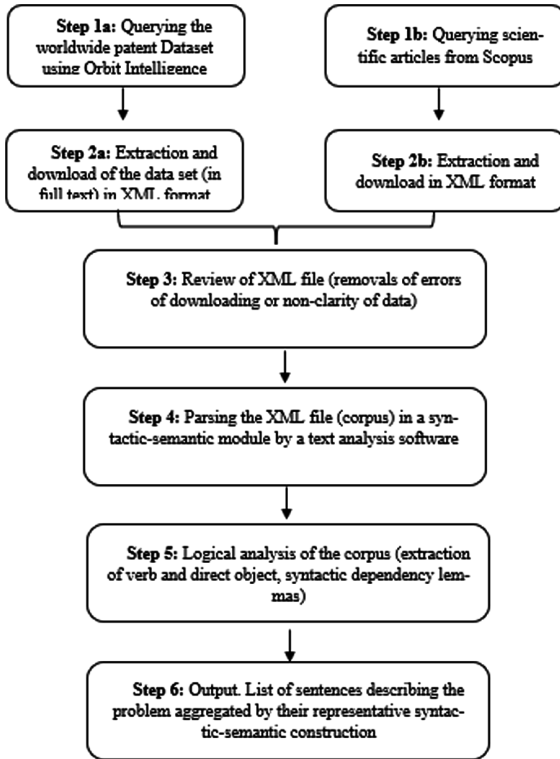 Step 1a: Querying the
worldwide patent Dataset
using Orbit Intelligence
Step 1b: Querying scien-
tific articles from Scopus
Step 2a: Extraction and
download of the data set (in
full text) in XML format
Step 2b: Extraction and
download in XML format
Step 3: Review of XML file (removals of errors
of downloading or non-clarity of data)
Step 4: Parsing the XML file (corpus) in a syn-
tactic-semantic module by a text analysis software
Step 5: Logical analysis of the corpus (extraction
of verb and direct object, syntactic dependency lem-
mas)
Step 6: Output. List of sentences describing the
problem aggregated by their representative syntac-
tic-semantic construction